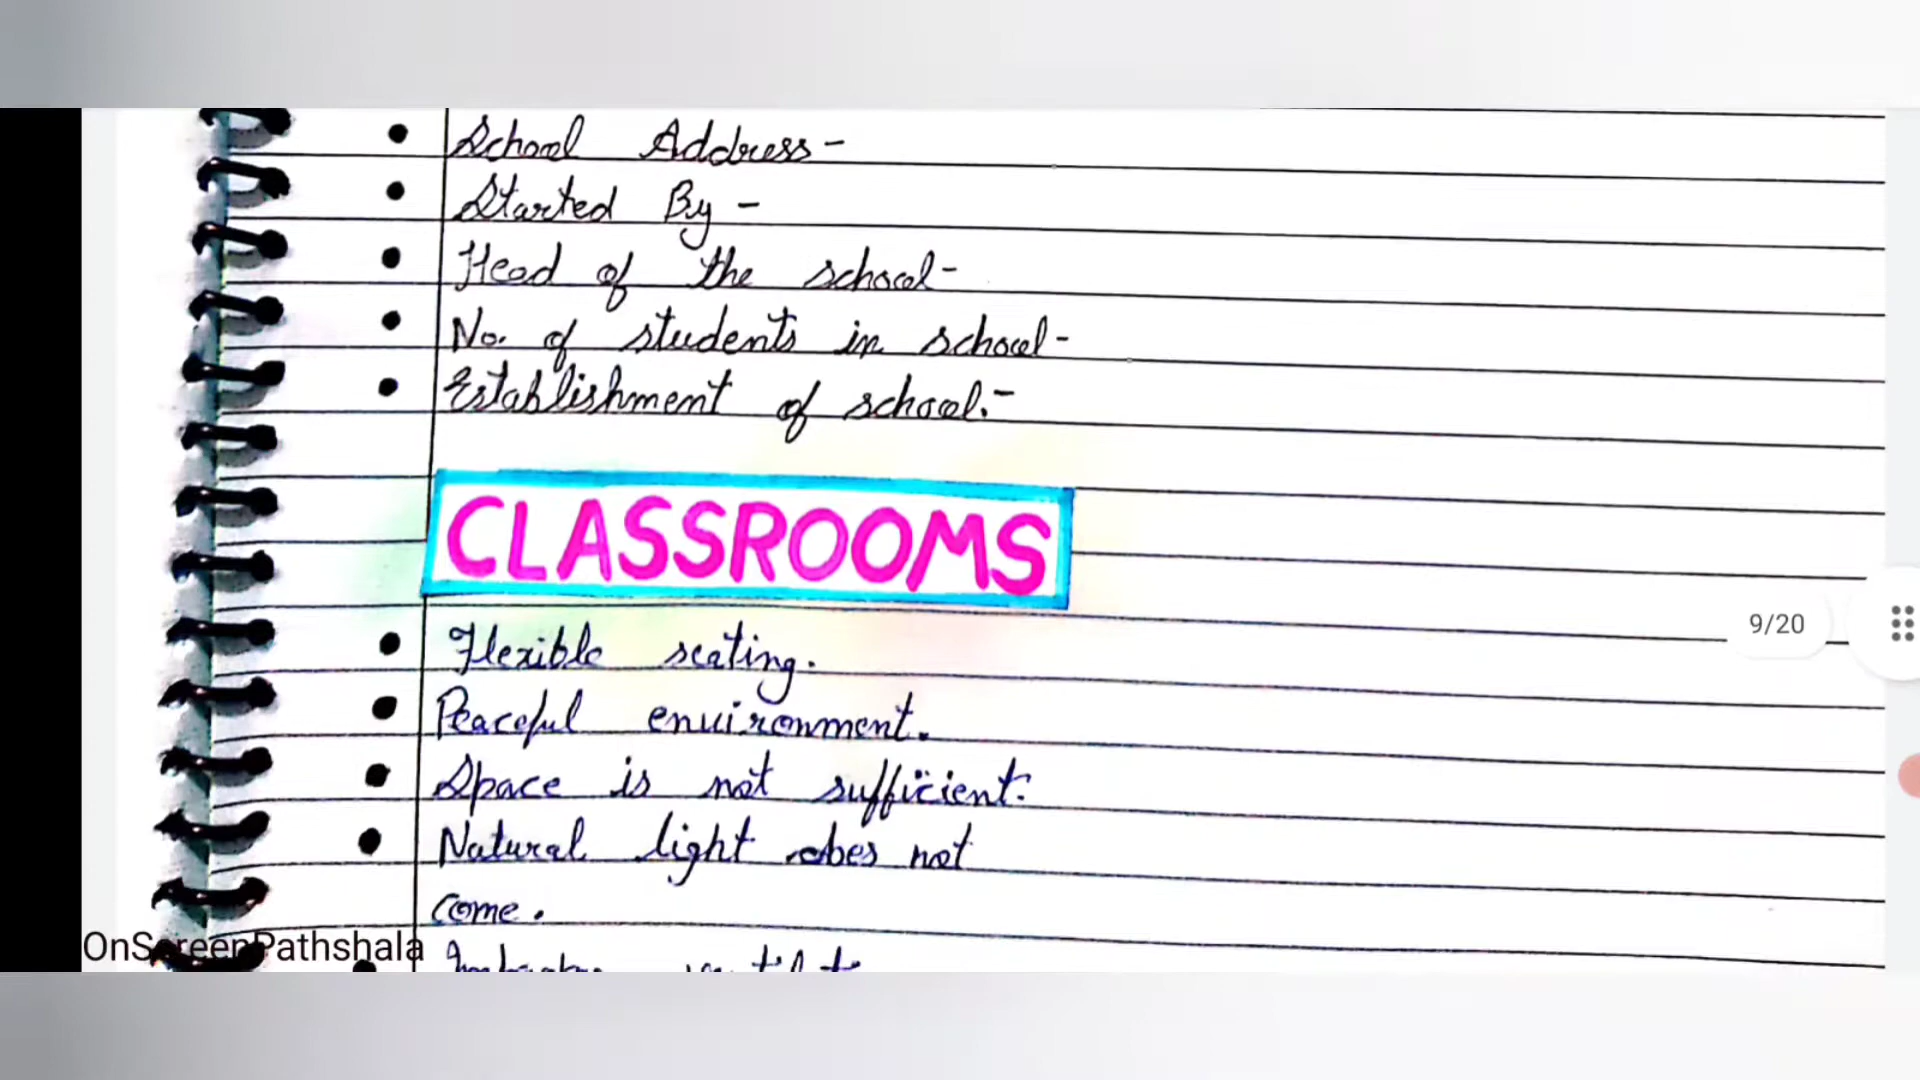 School Address-
Started By -
Head of the school-
No. of students in school-
Establishment of school:-
CLASSROOMS
Flexible seating.
Peaceful environment.
Space is not sufficient.
Natural light does not
come.
9/20
OnScreenPathshala